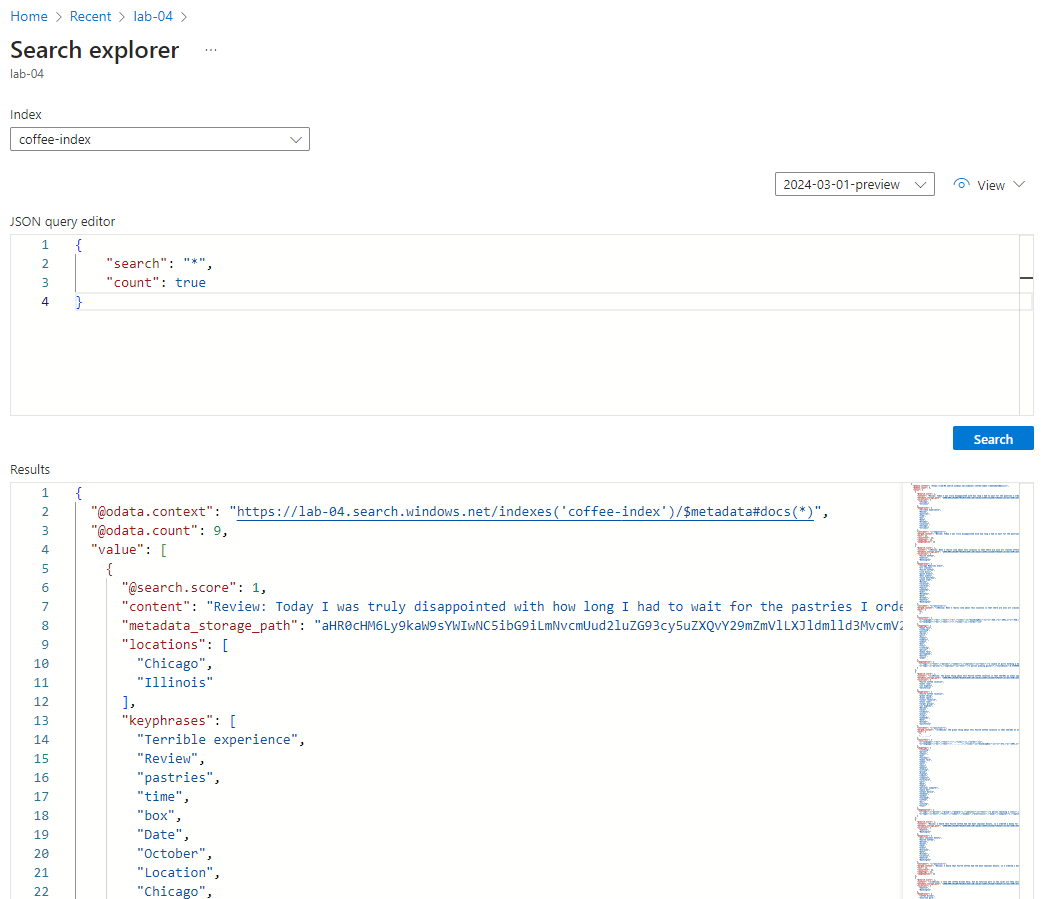 Home > Recent > lab-04 >
Search explorer ...
lab-04
Index
coffee-index
2024-03-01-preview View
JSON query editor
1 {
2 "search": "*",
3 "count": true
4 }
Search
Results
1 {
2 "@odata.context": "https://lab-04.search.windows.net/indexes('coffee-index')/$metadata#docs(*)",
3 "@odata.count": 9,
4 "value": [
5 {
6 "@search.score": 1,
7 "content": "Review: Today I was truly disappointed with how long I had to wait for the pastries I orde
8 "metadata_storage_path": "aHR0cHM6Ly9kaW9sYWIwNC5ibG9iLmNvcmUud2luZG93cy5uZXQvY29mZmVlLXJldmlld3MvcmV2
9 "locations": [
10 "Chicago",
11 "Illinois"
12 ],
13 "keyphrases": [
14 "Terrible experience",
15 "Review",
16 "pastries",
17 "time",
18 "box",
19 "Date",
20 "October",
21 "Location",
22 "Chicago",